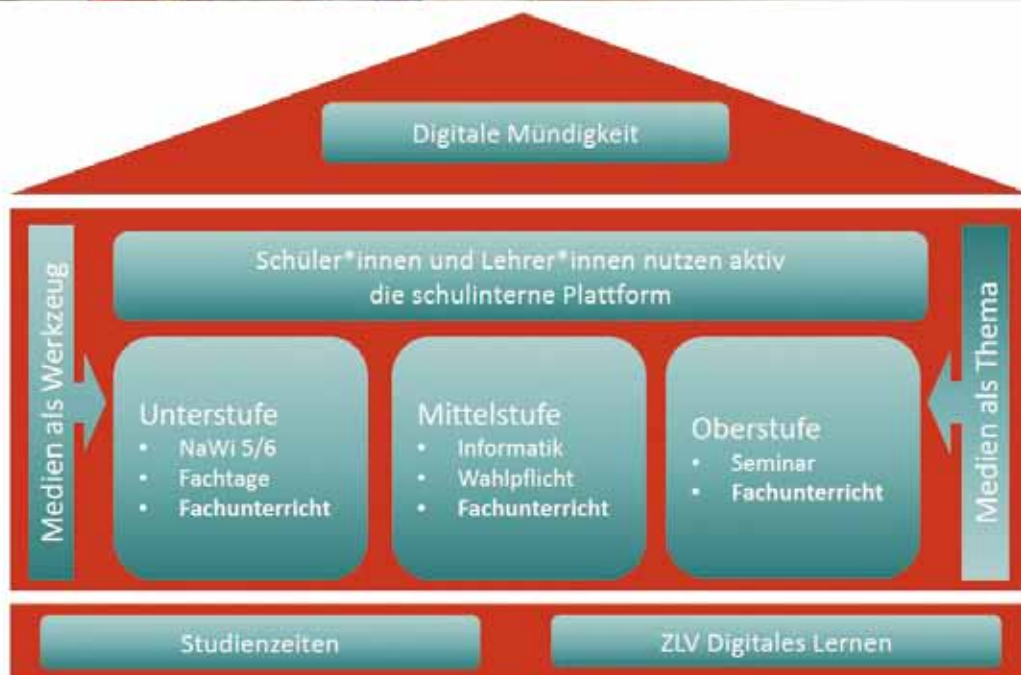 Digitale Mündigkeit
Medien als Werkzeug
Schüler*innen und Lehrer*innen nutzen aktiv
die schulinterne Plattform
Unterstufe
• NaWi 5/6
• Fachtage
• Fachunterricht
Mittelstufe
• Informatik
• Wahlpflicht
• Fachunterricht
Oberstufe
• Seminar
• Fachunterricht
Medien als Thema
Studienzeiten
ZLV Digitales Lernen